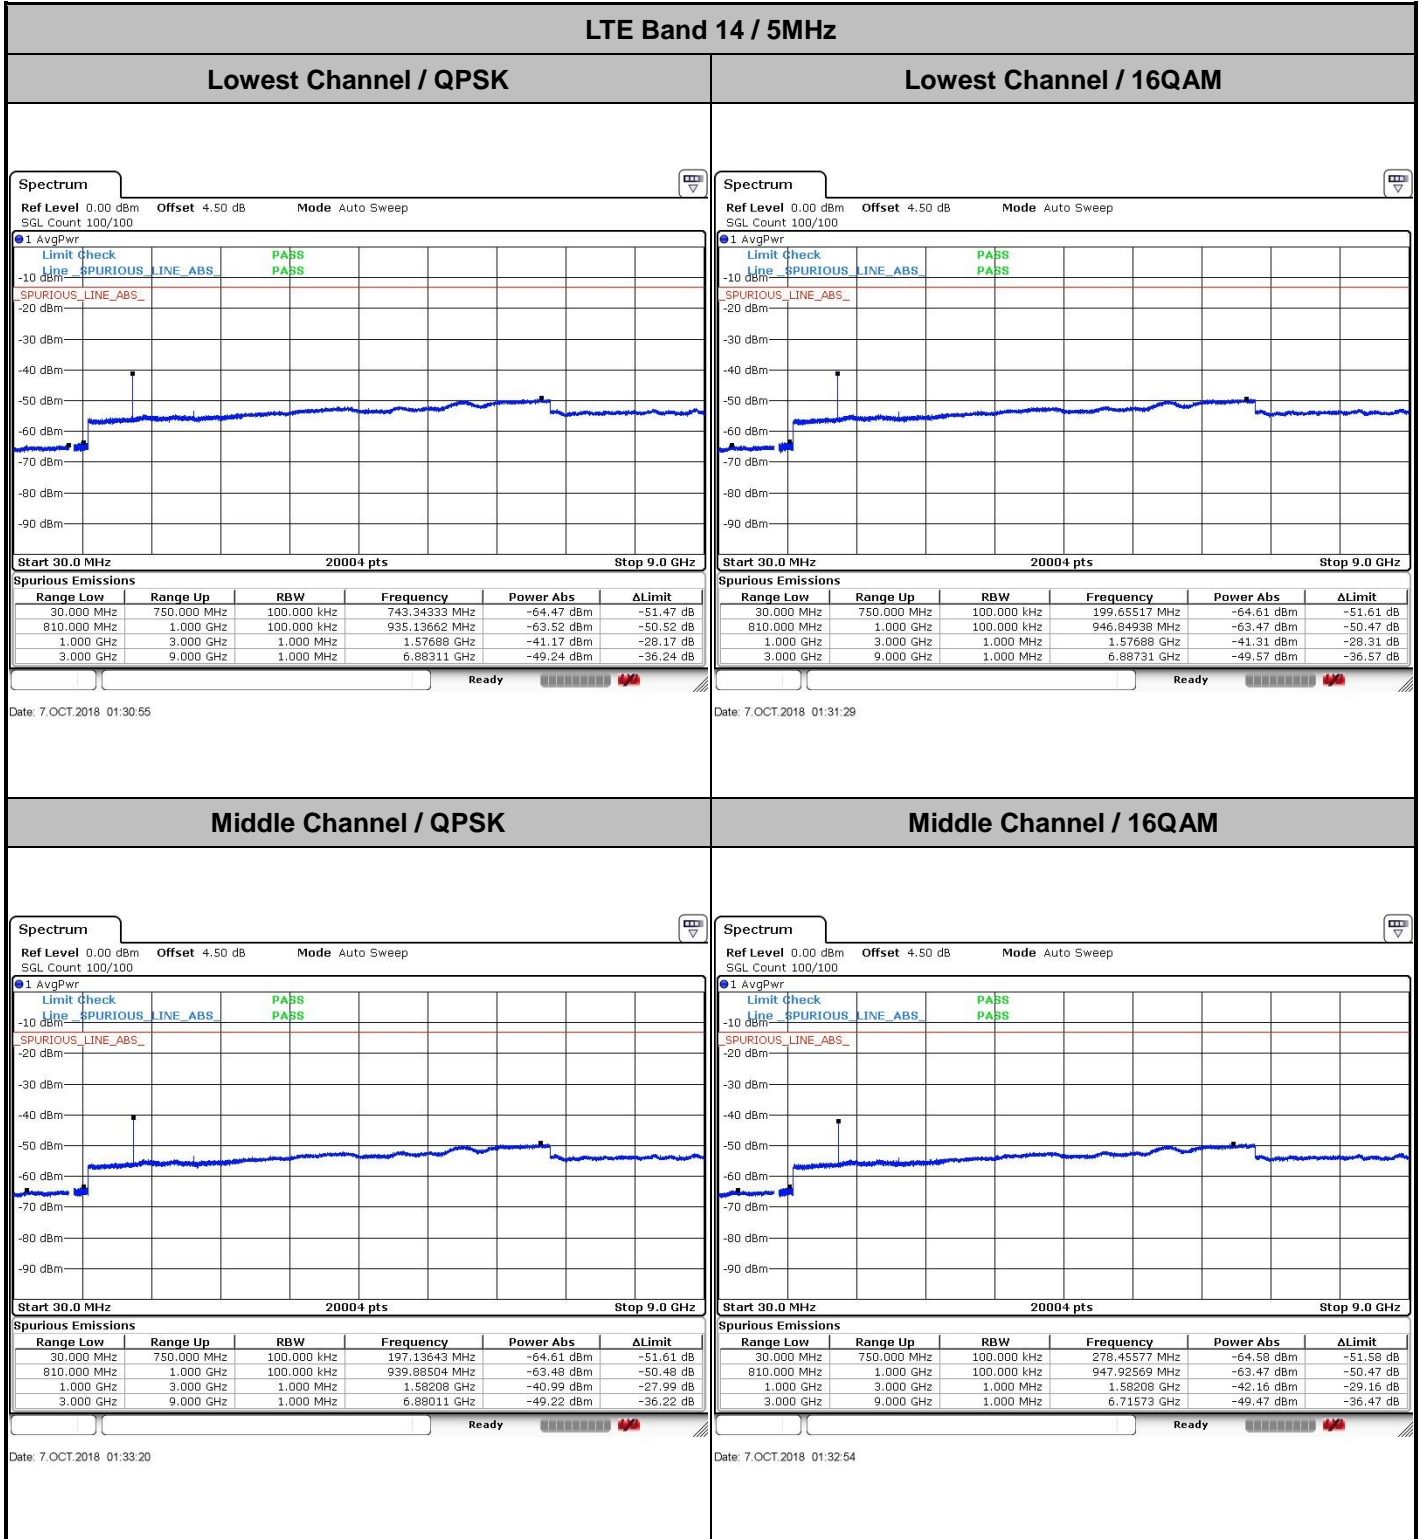 LTE Band 14 / 5MHz
Lowest Channel / QPSK
Lowest Channel / 16QAM
Spectrum
Ref Level 0.00 dBm Offset 4.50 dB Mode Auto Sweep
SGL Count 100/100
1 AvgPwr
Limit Check PASS
Line _SPURIOUS_LINE_ABS_ PASS
-10 dBm
_SPURIOUS_LINE_ABS_
-20 dBm
-30 dBm
-40 dBm
-50 dBm
-60 dBm
-70 dBm
-80 dBm
-90 dBm
Start 30.0 MHz 20004 pts Stop 9.0 GHz
Spurious Emissions
Range Low Range Up RBW Frequency Power Abs ΔLimit
30.000 MHz 750.000 MHz 100.000 kHz 743.34333 MHz -64.47 dBm -51.47 dB
810.000 MHz 1.000 GHz 100.000 kHz 935.13662 MHz -63.52 dBm -50.52 dB
1.000 GHz 3.000 GHz 1.000 MHz 1.57688 GHz -41.17 dBm -28.17 dB
3.000 GHz 9.000 GHz 1.000 MHz 6.88311 GHz -49.24 dBm -36.24 dB
Ready
Date: 7.OCT.2018 01:30:55
Spectrum
Ref Level 0.00 dBm Offset 4.50 dB Mode Auto Sweep
SGL Count 100/100
1 AvgPwr
Limit Check PASS
Line _SPURIOUS_LINE_ABS_ PASS
-10 dBm
_SPURIOUS_LINE_ABS_
-20 dBm
-30 dBm
-40 dBm
-50 dBm
-60 dBm
-70 dBm
-80 dBm
-90 dBm
Start 30.0 MHz 20004 pts Stop 9.0 GHz
Spurious Emissions
Range Low Range Up RBW Frequency Power Abs ΔLimit
30.000 MHz 750.000 MHz 100.000 kHz 199.65517 MHz -64.61 dBm -51.61 dB
810.000 MHz 1.000 GHz 100.000 kHz 946.84938 MHz -63.47 dBm -50.47 dB
1.000 GHz 3.000 GHz 1.000 MHz 1.57688 GHz -41.31 dBm -28.31 dB
3.000 GHz 9.000 GHz 1.000 MHz 6.88731 GHz -49.57 dBm -36.57 dB
Ready
Date: 7.OCT.2018 01:31:29
Middle Channel / QPSK
Middle Channel / 16QAM
Spectrum
Ref Level 0.00 dBm Offset 4.50 dB Mode Auto Sweep
SGL Count 100/100
1 AvgPwr
Limit Check PASS
Line _SPURIOUS_LINE_ABS_ PASS
-10 dBm
_SPURIOUS_LINE_ABS_
-20 dBm
-30 dBm
-40 dBm
-50 dBm
-60 dBm
-70 dBm
-80 dBm
-90 dBm
Start 30.0 MHz 20004 pts Stop 9.0 GHz
Spurious Emissions
Range Low Range Up RBW Frequency Power Abs ΔLimit
30.000 MHz 750.000 MHz 100.000 kHz 197.13643 MHz -64.61 dBm -51.61 dB
810.000 MHz 1.000 GHz 100.000 kHz 939.88504 MHz -63.48 dBm -50.48 dB
1.000 GHz 3.000 GHz 1.000 MHz 1.58208 GHz -40.99 dBm -27.99 dB
3.000 GHz 9.000 GHz 1.000 MHz 6.88011 GHz -49.22 dBm -36.22 dB
Ready
Date: 7.OCT.2018 01:33:20
Spectrum
Ref Level 0.00 dBm Offset 4.50 dB Mode Auto Sweep
SGL Count 100/100
1 AvgPwr
Limit Check PASS
Line _SPURIOUS_LINE_ABS_ PASS
-10 dBm
_SPURIOUS_LINE_ABS_
-20 dBm
-30 dBm
-40 dBm
-50 dBm
-60 dBm
-70 dBm
-80 dBm
-90 dBm
Start 30.0 MHz 20004 pts Stop 9.0 GHz
Spurious Emissions
Range Low Range Up RBW Frequency Power Abs ΔLimit
30.000 MHz 750.000 MHz 100.000 kHz 278.45577 MHz -64.58 dBm -51.58 dB
810.000 MHz 1.000 GHz 100.000 kHz 947.92569 MHz -63.47 dBm -50.47 dB
1.000 GHz 3.000 GHz 1.000 MHz 1.58208 GHz -42.16 dBm -29.16 dB
3.000 GHz 9.000 GHz 1.000 MHz 6.71573 GHz -49.47 dBm -36.47 dB
Ready
Date: 7.OCT.2018 01:32:54